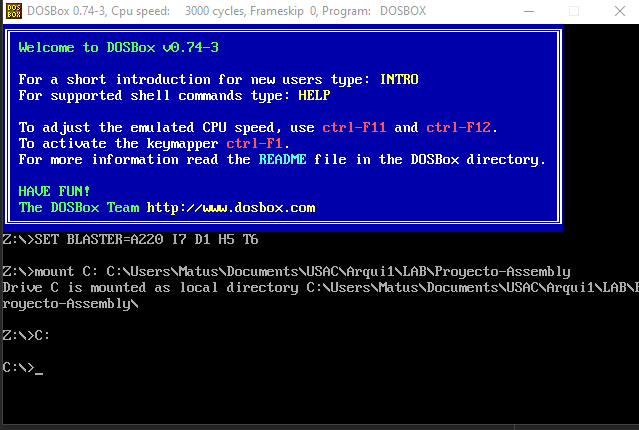 DOSBox 0.74-3, Cpu speed: 3000 cycles, Frameskip 0, Program: DOSBOX
Welcome to DOSBox v0.74-3
For a short introduction for new users type: INTRO
For supported shell commands type: HELP
To adjust the emulated CPU speed, use ctrl-F11 and ctrl-F12.
To activate the keymapper ctrl-F1.
For more information read the README file in the DOSBox directory.
HAVE FUN!
The DOSBox Team http://www.dosbox.com
Z:\>SET BLASTER=A220 I7 D1 H5 T6
Z:\>mount C: C:\Users\Matus\Documents\USAC\Arqui1\LAB\Proyecto-Assembly
Drive C is mounted as local directory C:\Users\Matus\Documents\USAC\Arqui1\LAB\P
royecto-Assembly\
Z:\>C:
C:\>_